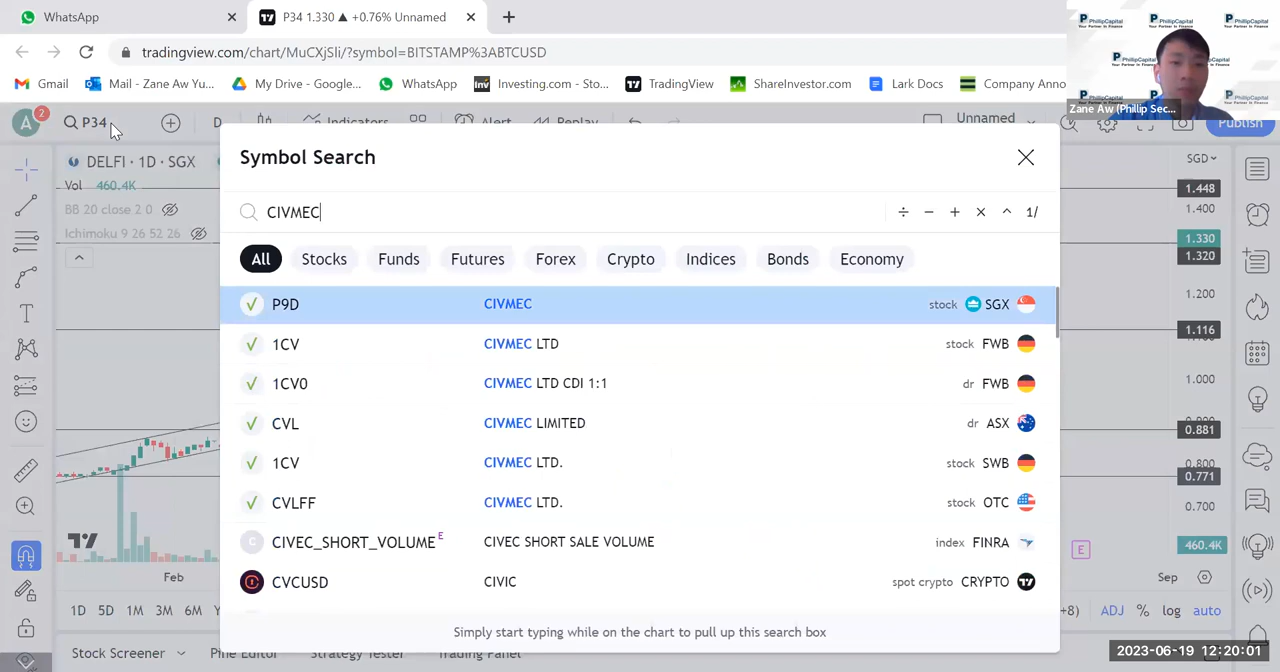 WhatsApp
P34 1.330 ▲ +0.76% Unnamed
tradingview.com/chart/MuCXjSli/?symbol=BITSTAMP%3ABTCUSD
Gmail
Mail - Zane Aw Yu...
My Drive - Google...
WhatsApp
Investing.com - Sto...
TradingView
ShareInvestor.com
Lark Docs
Company Anno
PhillipCapital
Your Partner In Finance
Zane Aw (Phillip Sec...
A
2
P34
D
Indicators
Alert
Replay
Unnamed
Publish
DELFI · 1D · SGX
Vol 460.4K
BB 20 close 2 0
Ichimoku 9 26 52 26
Symbol Search
CIVMEC
1/
All
Stocks
Funds
Futures
Forex
Crypto
Indices
Bonds
Economy
P9D CIVMEC stock SGX
1CV CIVMEC LTD stock FWB
1CV0 CIVMEC LTD CDI 1:1 dr FWB
CVL CIVMEC LIMITED dr ASX
1CV CIVMEC LTD. stock SWB
CVLFF CIVMEC LTD. stock OTC
CIVEC_SHORT_VOLUME E CIVEC SHORT SALE VOLUME index FINRA
CVCUSD CIVIC spot crypto CRYPTO
Simply start typing while on the chart to pull up this search box
SGD
1.448
1.400
1.330
1.320
1.200
1.116
1.000
0.881
0.800
0.771
0.700
460.4K
E
Feb
Sep
1D 5D 1M 3M 6M
+8) ADJ % log auto
Stock Screener
Pine Editor
Strategy Tester
Trading Panel
2023-06-19 12:20:01